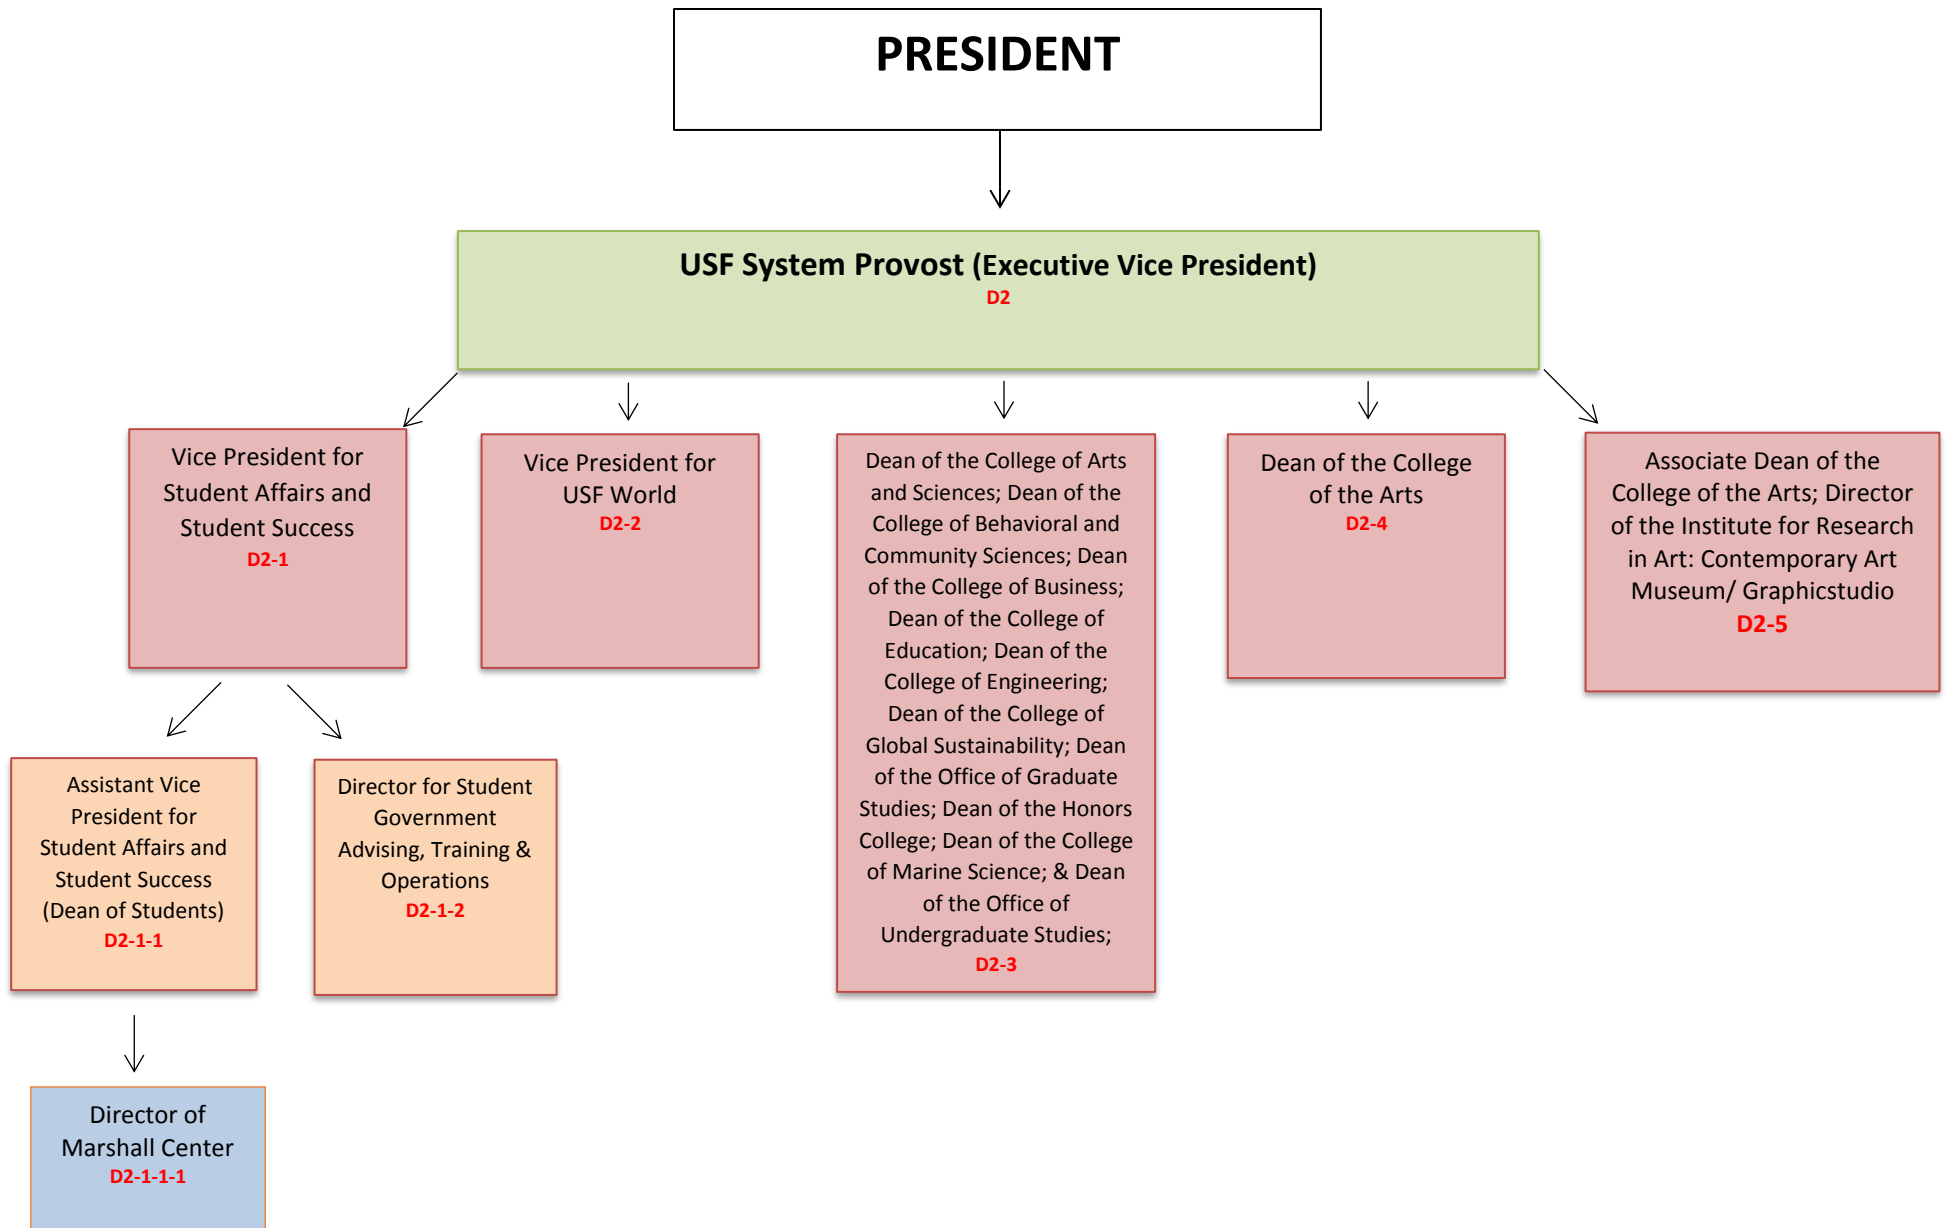 PRESIDENT
USF System Provost (Executive Vice President)
D2
Vice President for
Student Affairs and
Student Success
D2-1
Vice President for
USF World
D2-2
Dean of the College of Arts
and Sciences; Dean of the
College of Behavioral and
Community Sciences; Dean
of the College of Business;
Dean of the College of
Education; Dean of the
College of Engineering;
Dean of the College of
Global Sustainability; Dean
of the Office of Graduate
Studies; Dean of the Honors
College; Dean of the College
of Marine Science; & Dean
of the Office of
Undergraduate Studies;
D2-3
Dean of the College
of the Arts
D2-4
Associate Dean of the
College of the Arts; Director
of the Institute for Research
in Art: Contemporary Art
Museum/ Graphicstudio
D2-5
Assistant Vice
President for
Student Affairs and
Student Success
(Dean of Students)
D2-1-1
Director for Student
Government
Advising, Training &
Operations
D2-1-2
Director of
Marshall Center
D2-1-1-1